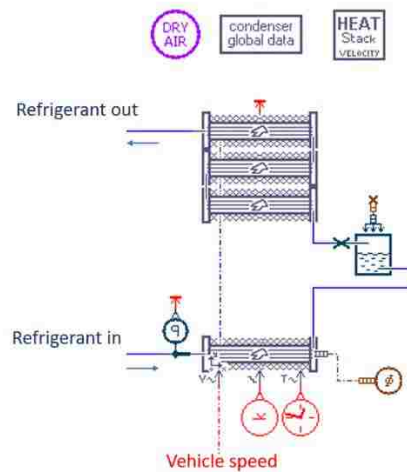 DRY
AIR
condenser
global data
HEAT
Stack
VELOCITY
Refrigerant out
Refrigerant in
q
V
T
k
ϕ
Vehicle speed